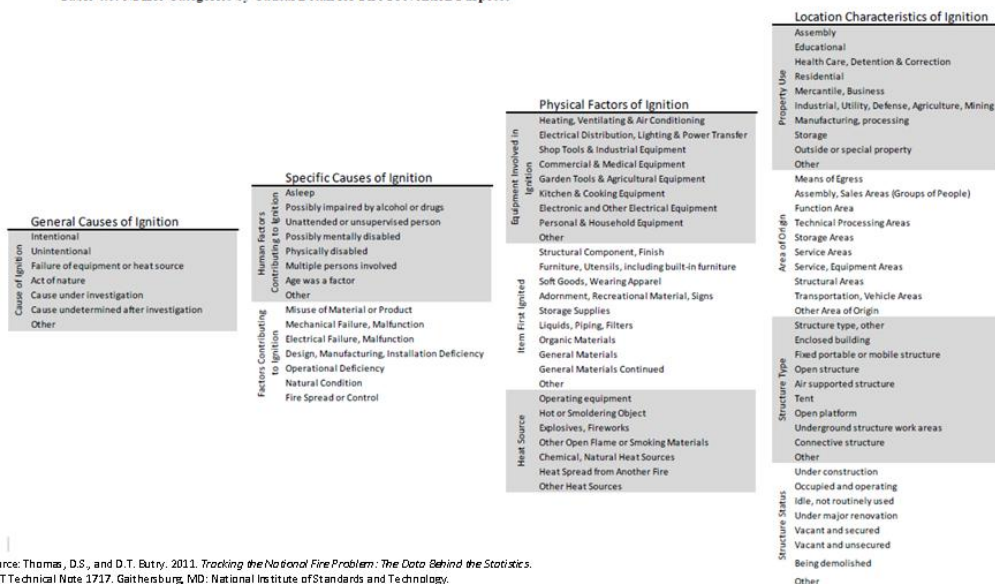 General Causes of Ignition
Cause of Ignition
Intentional
Unintentional
Failure of equipment or heat source
Act of nature
Cause under investigation
Cause undetermined after investigation
Other
Specific Causes of Ignition
Human Factors
Contributing to Ignition
Asleep
Possibly impaired by alcohol or drugs
Unattended or unsupervised person
Possibly mentally disabled
Physically disabled
Multiple persons involved
Age was a factor
Other
Factors Contributing
to Ignition
Misuse of Material or Product
Mechanical Failure, Malfunction
Electrical Failure, Malfunction
Design, Manufacturing, Installation Deficiency
Operational Deficiency
Natural Condition
Fire Spread or Control
Physical Factors of Ignition
Equipment Involved in
Ignition
Heating, Ventilating & Air Conditioning
Electrical Distribution, Lighting & Power Transfer
Shop Tools & Industrial Equipment
Commercial & Medical Equipment
Garden Tools & Agricultural Equipment
Kitchen & Cooking Equipment
Electronic and Other Electrical Equipment
Personal & Household Equipment
Other
Item First Ignited
Structural Component, Finish
Furniture, Utensils, including built-in furniture
Soft Goods, Wearing Apparel
Adornment, Recreational Material, Signs
Storage Supplies
Liquids, Piping, Filters
Organic Materials
General Materials
General Materials Continued
Other
Heat Source
Operating equipment
Hot or Smoldering Object
Explosives, Fireworks
Other Open Flame or Smoking Materials
Chemical, Natural Heat Sources
Heat Spread from Another Fire
Other Heat Sources
Location Characteristics of Ignition
Property Use
Assembly
Educational
Health Care, Detention & Correction
Residential
Mercantile, Business
Industrial, Utility, Defense, Agriculture, Mining
Manufacturing, processing
Storage
Outside or special property
Other
Area of Origin
Means of Egress
Assembly, Sales Areas (Groups of People)
Function Area
Technical Processing Areas
Storage Areas
Service Areas
Service, Equipment Areas
Structural Areas
Transportation, Vehicle Areas
Other Area of Origin
Structure Type
Structure type, other
Enclosed building
Fixed portable or mobile structure
Open structure
Air supported structure
Tent
Open platform
Underground structure work areas
Connective structure
Other
Structure Status
Under construction
Occupied and operating
Idle, not routinely used
Under major renovation
Vacant and secured
Vacant and unsecured
Being demolished
Other
rce: Thomas, D.S., and D.T. Butry. 2011. Tracking the National Fire Problem: The Data Behind the Statistics.
T Technical Note 1717. Gaithersburg, MD: National Institute of Standards and Technology.